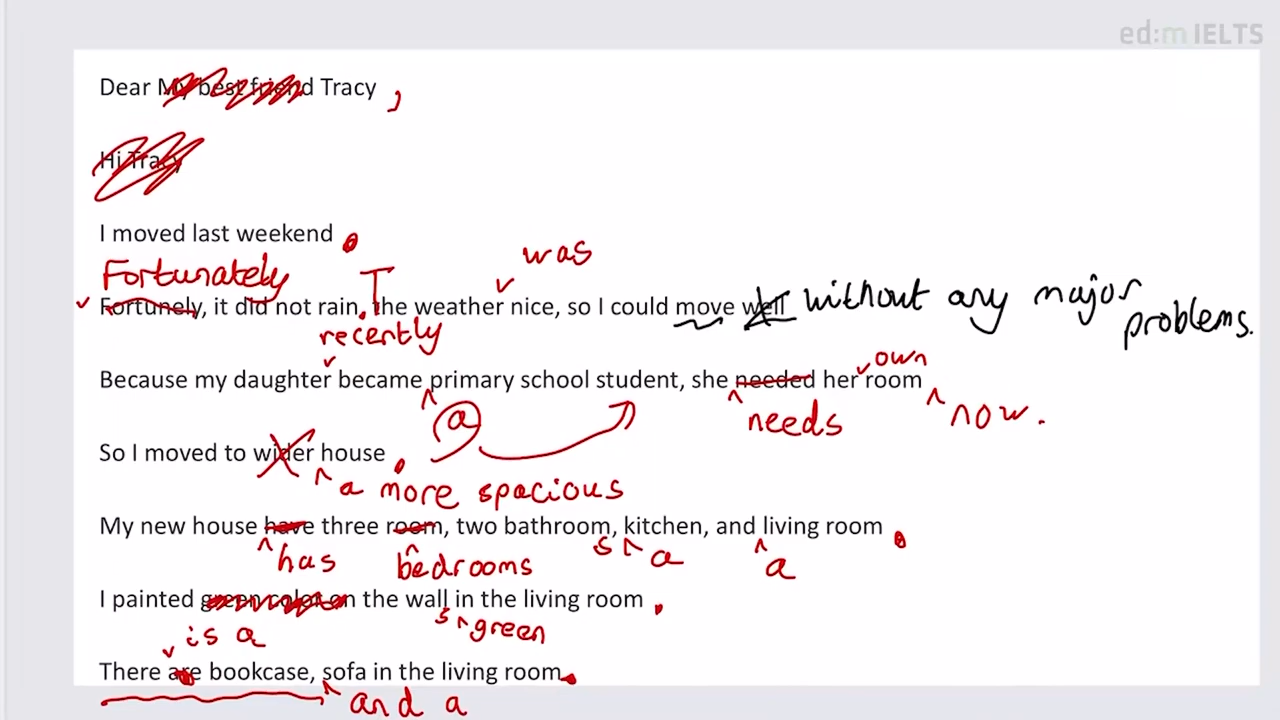 ed:m IELTS
Dear My best friend Tracy ,
Hi Tracy
I moved last weekend .
was
Fortunately T
Fortunely, it did not rain, the weather nice, so I could move well without any major
problems.
recently
own
Because my daughter became primary school student, she needed her room
a needs now.
So I moved to wider house .
a more spacious
My new house have three room, two bathroom, kitchen, and living room .
has bedrooms s a a
I painted green color on the wall in the living room .
s green
is a
There are bookcase, sofa in the living room.
and a